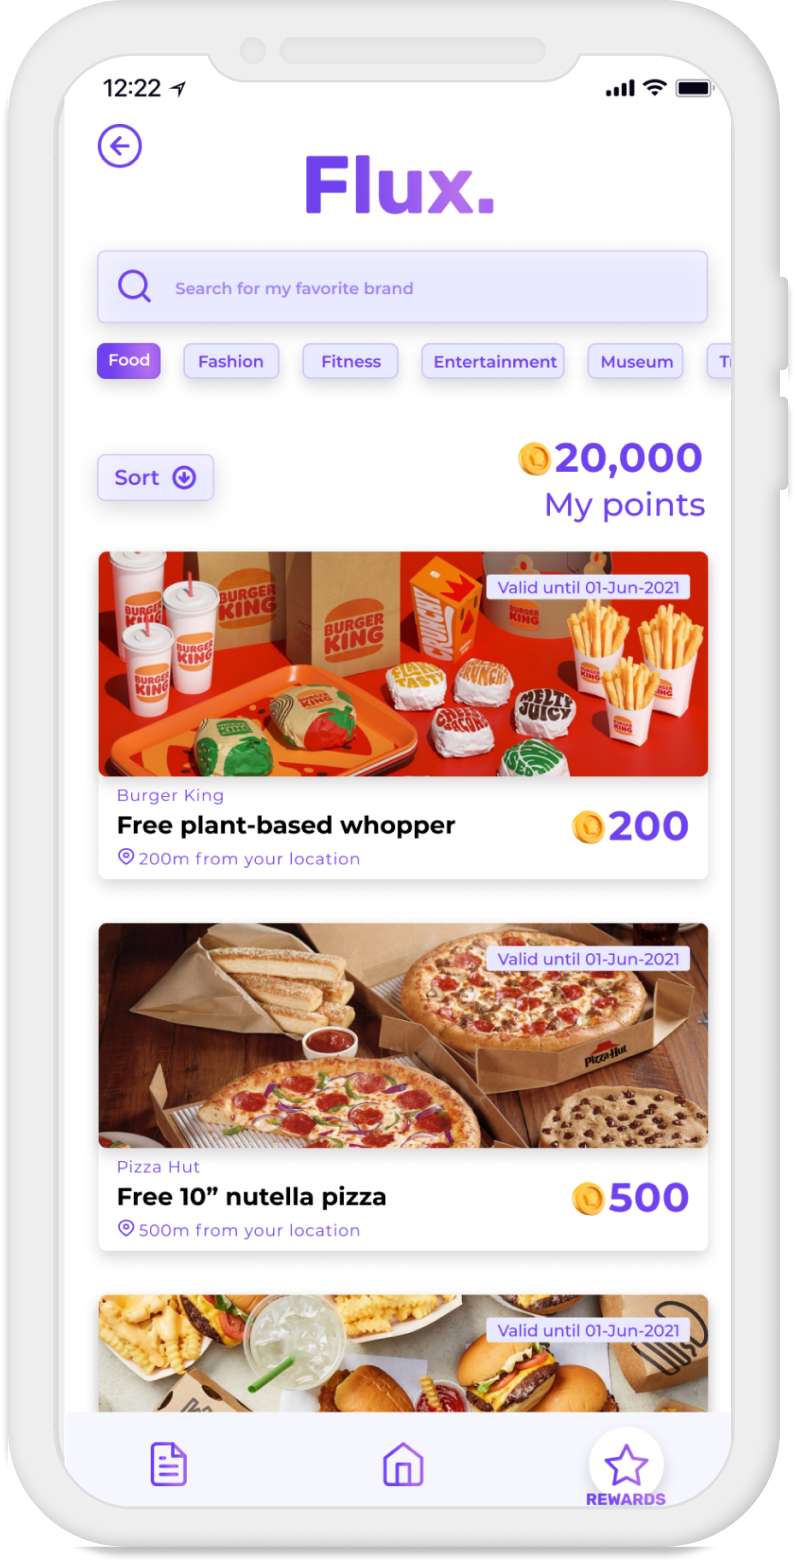 12:22
Flux.
Search for my favorite brand
Food
Fashion
Fitness
Entertainment
Museum
Sort
20,000
My points
Valid until 01-Jun-2021
BURGER KING
BURGER KING
BURGER KING
BURGER KING
BURGER KING
CRUNCHY
BURGER KING
MELTY JUICY
Burger King
Free plant-based whopper
200
200m from your location
Valid until 01-Jun-2021
Pizza Hut
Pizza Hut
Free 10” nutella pizza
500
500m from your location
Valid until 01-Jun-2021
REWARDS